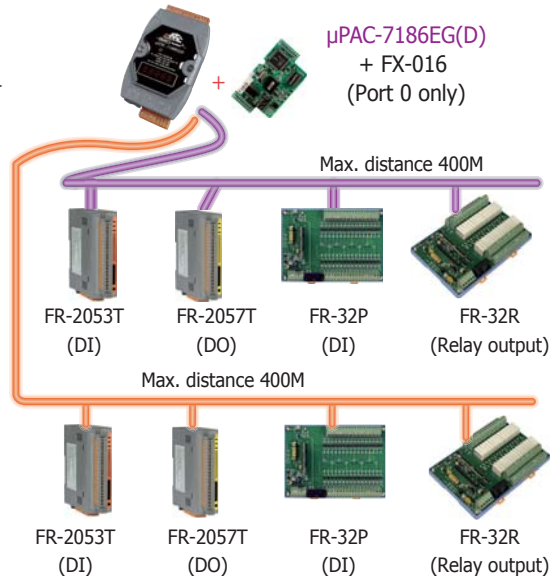 µPAC-7186EG(D)
+
+ FX-016
(Port 0 only)
Max. distance 400M
FR-2053T FR-2057T FR-32P FR-32R
(DI) (DO) (DI) (Relay output)
Max. distance 400M
FR-2053T FR-2057T FR-32P FR-32R
(DI) (DO) (DI) (Relay output)